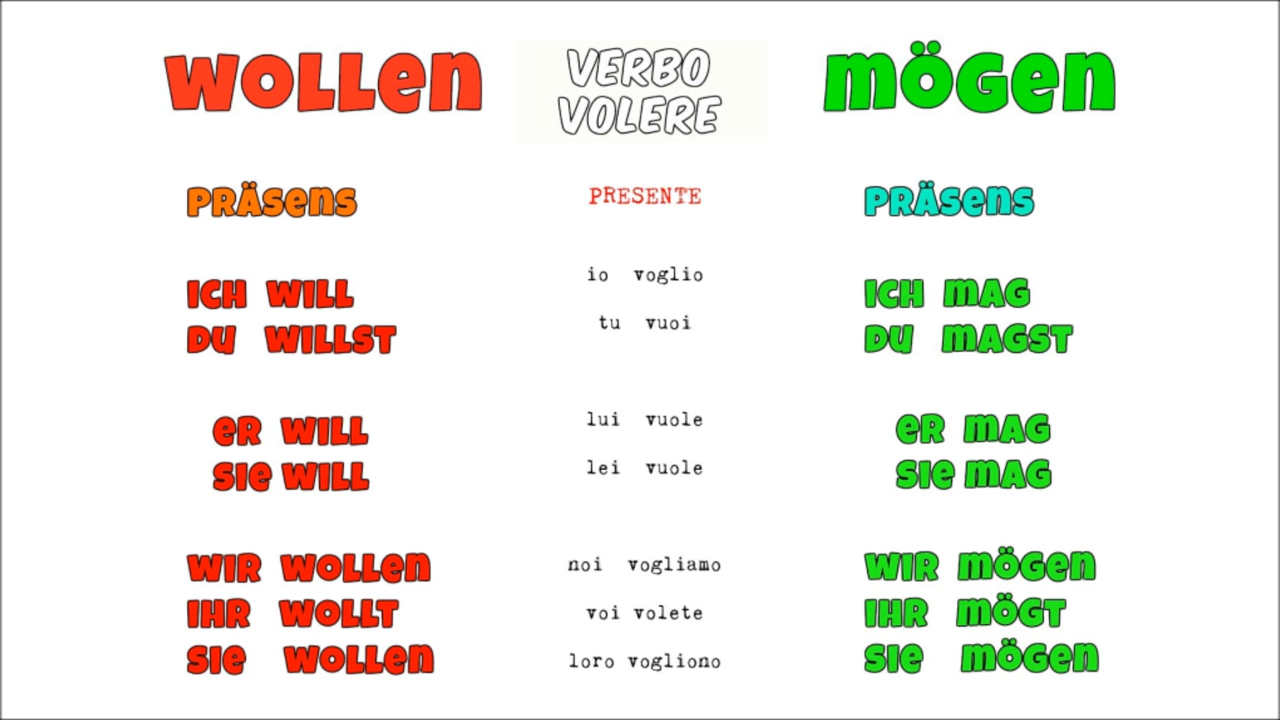 wollen
VERBO
VOLERE
mögen
Präsens
PRESENTE
Präsens
ich will
du willst
er will
sie will
wir wollen
ihr wollt
sie wollen
io voglio
tu vuoi
lui vuole
lei vuole
noi vogliamo
voi volete
loro vogliono
ich mag
du magst
er mag
sie mag
wir mögen
ihr mögt
sie mögen